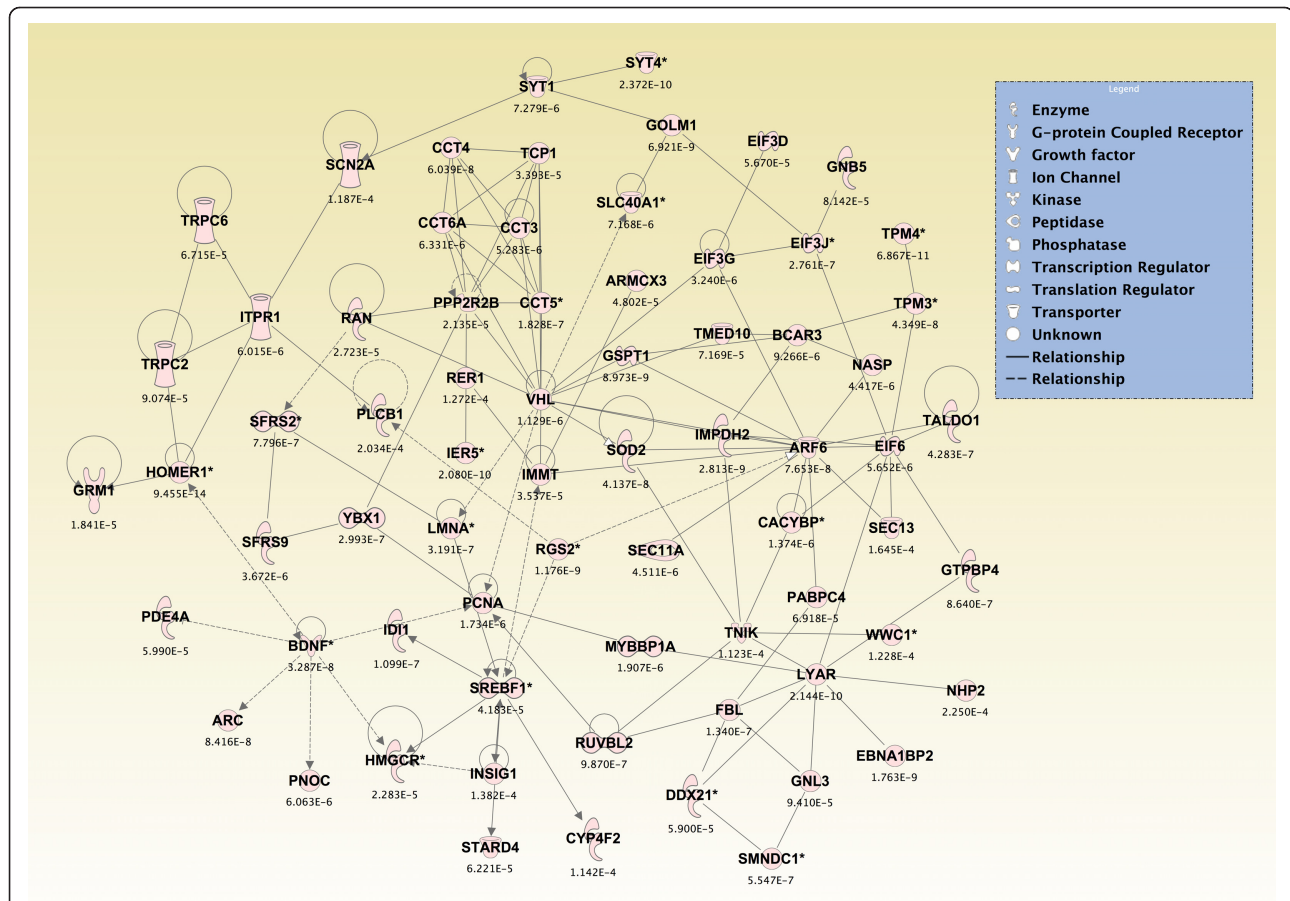 SYT4*
2.372E-10
SYT1
7.279E-6
GOLM1
6.921E-9
EIF3D
5.670E-5
CCT4
6.039E-8
TCP1
3.393E-5
SCN2A
1.187E-4
GNB5
8.142E-5
SLC40A1*
7.168E-6
TRPC6
6.715E-5
CCT6A
6.331E-6
CCT3
5.283E-6
EIF3J*
2.761E-7
TPM4*
6.867E-11
EIF3G
3.240E-6
ARMCX3
4.802E-5
PPP2R2B
2.135E-5
CCT5*
1.828E-7
TPM3*
4.349E-8
ITPR1
6.015E-6
RAN
2.723E-5
TMED10
7.169E-5
BCAR3
9.266E-6
TRPC2
9.074E-5
GSPT1
8.973E-9
NASP
4.417E-6
RER1
1.272E-4
VHL
1.129E-6
SFRS2*
7.796E-7
PLCB1
2.034E-4
TALDO1
4.283E-7
IER5*
2.080E-10
SOD2
4.137E-8
IMPDH2
2.813E-9
ARF6
7.653E-8
EIF6
5.652E-6
HOMER1*
9.455E-14
IMMT
3.537E-5
GRM1
1.841E-5
YBX1
2.993E-7
LMNA*
3.191E-7
CACYBP*
1.374E-6
SEC13
1.645E-4
SFRS9
3.672E-6
RGS2*
1.176E-9
SEC11A
4.511E-6
GTPBP4
8.640E-7
PCNA
1.734E-6
PABPC4
6.918E-5
PDE4A
5.990E-5
BDNF*
3.287E-8
IDI1
1.099E-7
MYBBP1A
1.907E-6
TNIK
1.123E-4
WWC1*
1.228E-4
SREBF1*
4.183E-5
LYAR
2.144E-10
NHP2
2.250E-4
ARC
8.416E-8
FBL
1.340E-7
RUVBL2
9.870E-7
EBNA1BP2
1.763E-9
HMGCR*
2.283E-5
PNOC
6.063E-6
INSIG1
1.382E-4
DDX21*
5.900E-5
GNL3
9.410E-5
STARD4
6.221E-5
CYP4F2
1.142E-4
SMNDC1*
5.547E-7
Legend
Enzyme
G-protein Coupled Receptor
Growth factor
Ion Channel
Kinase
Peptidase
Phosphatase
Transcription Regulator
Translation Regulator
Transporter
Unknown
Relationship
Relationship